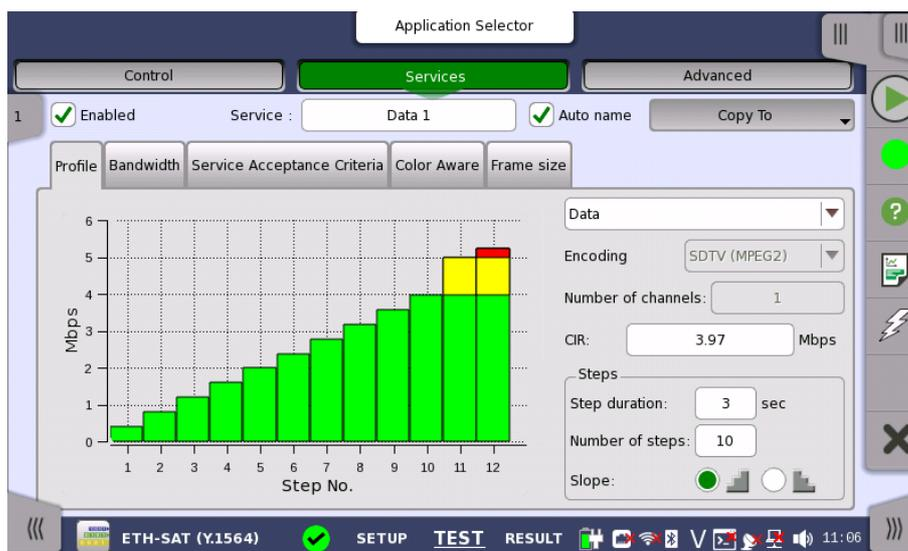 Application Selector
Control Services Advanced
1 Enabled Service : Data 1 Auto name Copy To
Profile Bandwidth Service Acceptance Criteria Color Aware Frame size
Data
Encoding SDTV (MPEG2)
Number of channels: 1
CIR: 3.97 Mbps
Steps
Step duration: 3 sec
Number of steps: 10
Slope:
Mbps
6
5
4
3
2
1
0
1 2 3 4 5 6 7 8 9 10 11 12
Step No.
ETH-SAT (Y.1564) SETUP TEST RESULT V 11:06